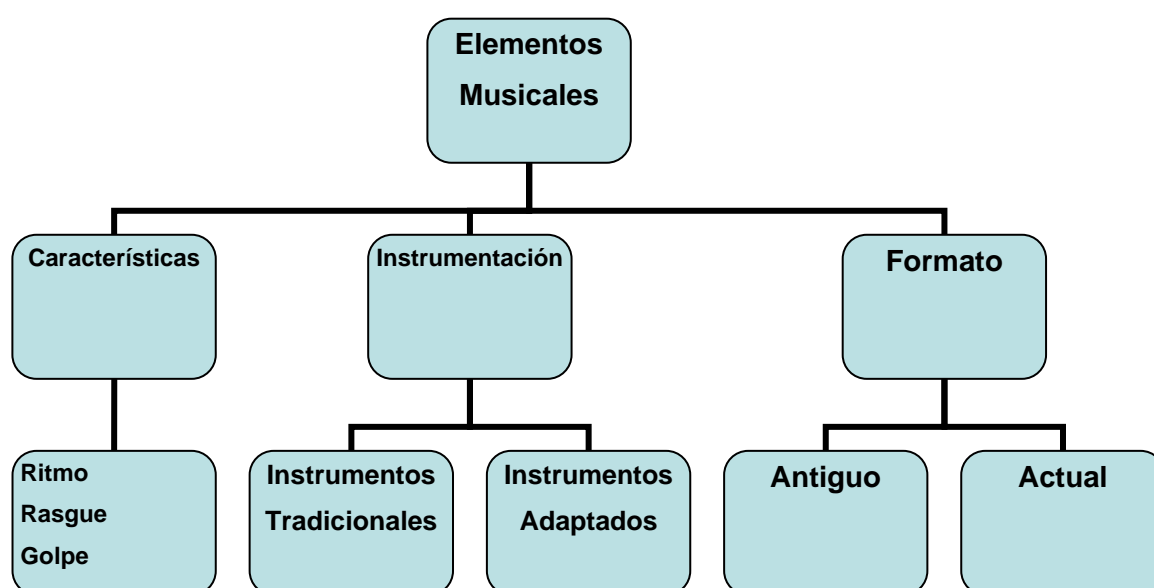 Elementos
Musicales
Características
Instrumentación
Formato
Ritmo
Rasgue
Golpe
Instrumentos
Tradicionales
Instrumentos
Adaptados
Antiguo
Actual